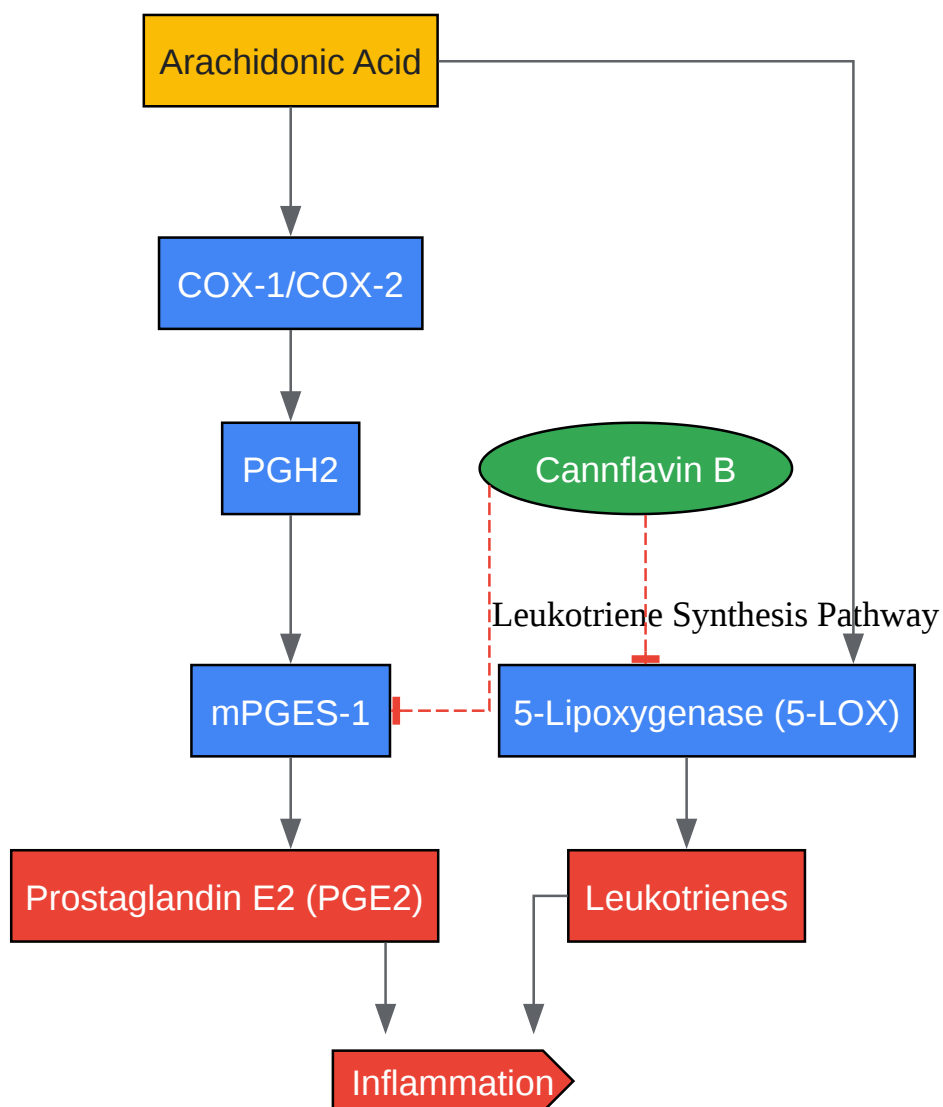 Arachidonic Acid
COX-1/COX-2
PGH2
Cannflavin B
Leukotriene Synthesis Pathway
mPGES-1
5-Lipoxygenase (5-LOX)
Prostaglandin E2 (PGE2)
Leukotrienes
Inflammation